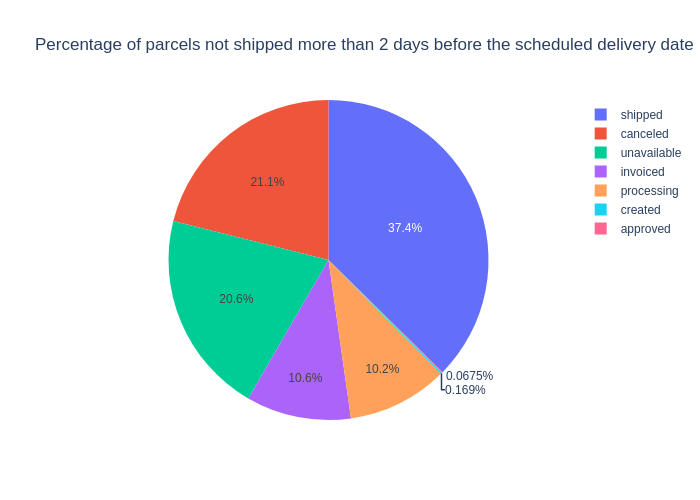 Percentage of parcels not shipped more than 2 days before the scheduled delivery date
shipped
canceled
unavailable
invoiced
processing
created
approved
21.1%
37.4%
20.6%
10.6%
10.2%
0.0675%
0.169%